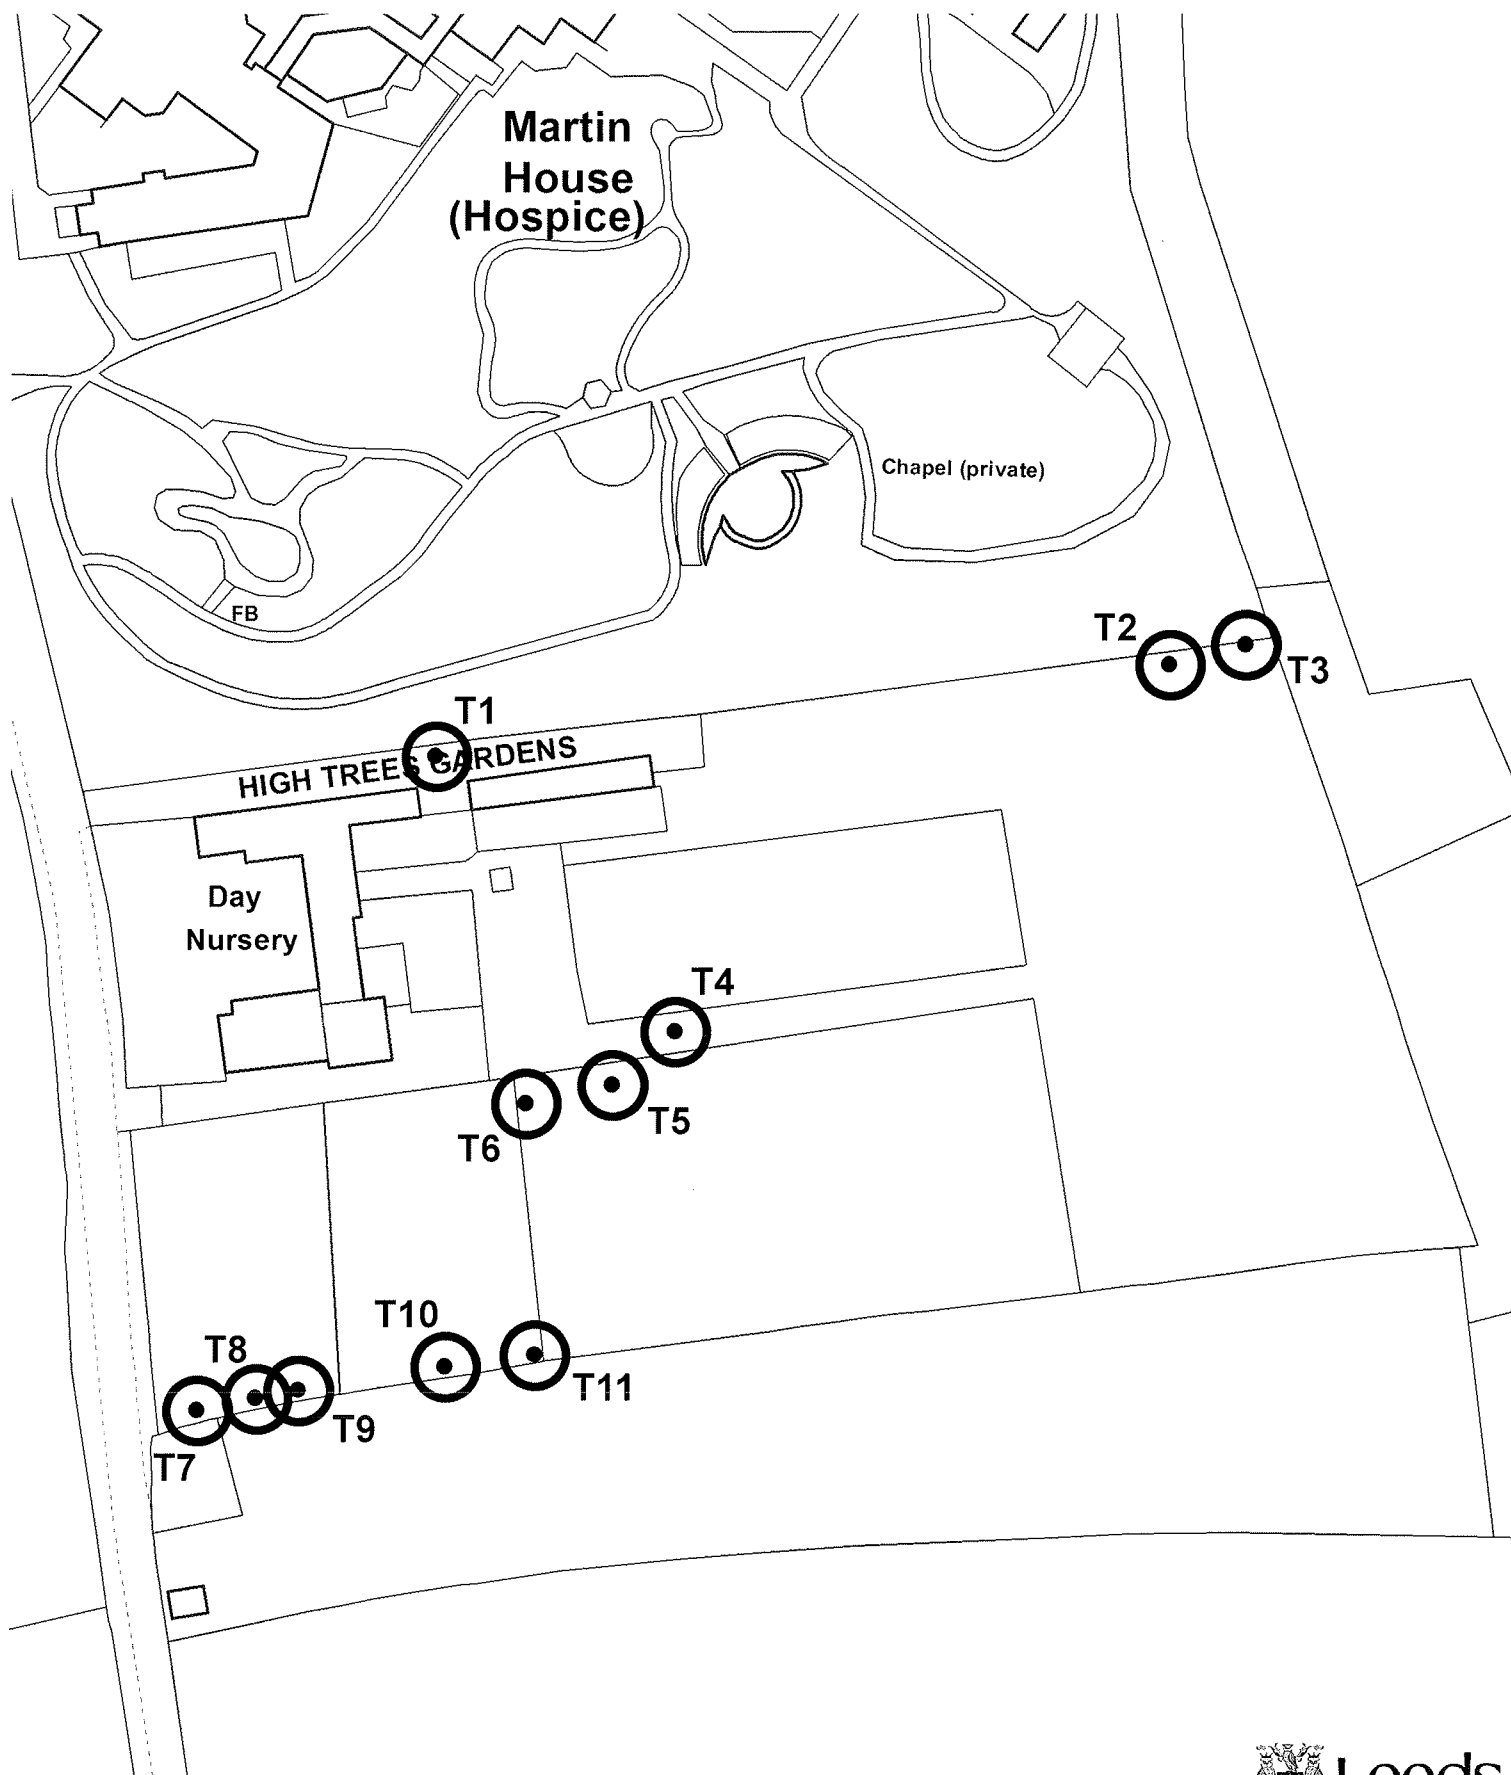 Martin
House
(Hospice)
Chapel (private)
FB
T2
T3
T1
HIGH TREES GARDENS
Day
Nursery
T4
T5
T6
T10
T8
T11
T9
T7
Leeds